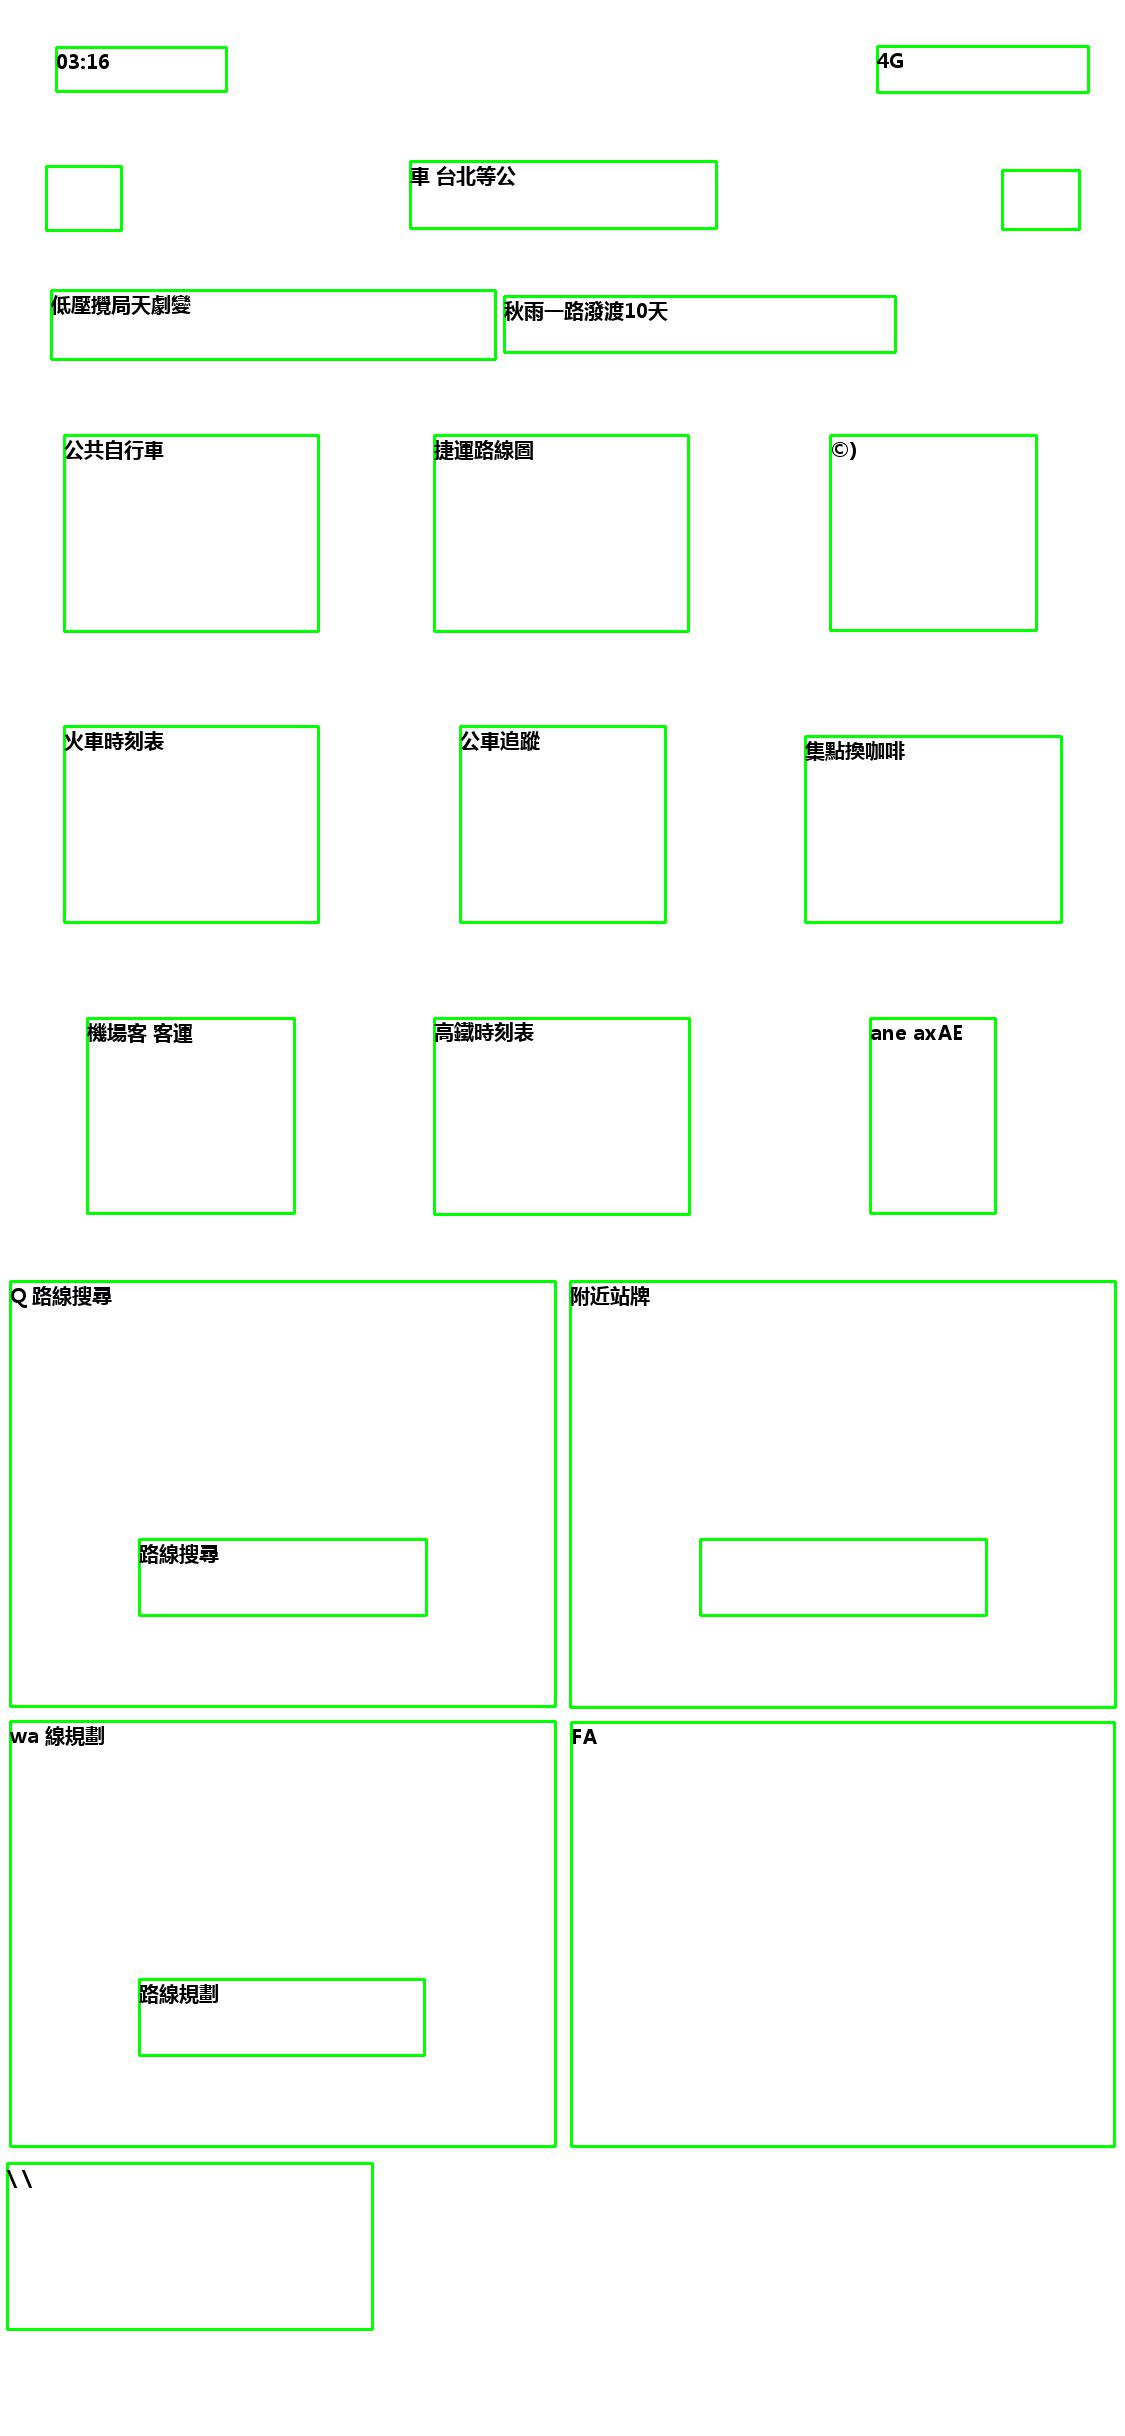 03:16
4G
車 台北等公
低壓攪局天劇變
秋雨一路潑渡10天
公共自行車
捷運路線圖
©)
火車時刻表
公車追蹤
集點換咖啡
機場客 客運
高鐵時刻表
ane axAE
Q 路線搜尋
附近站牌
路線搜尋
wa 線規劃
FA
路線規劃
\ \